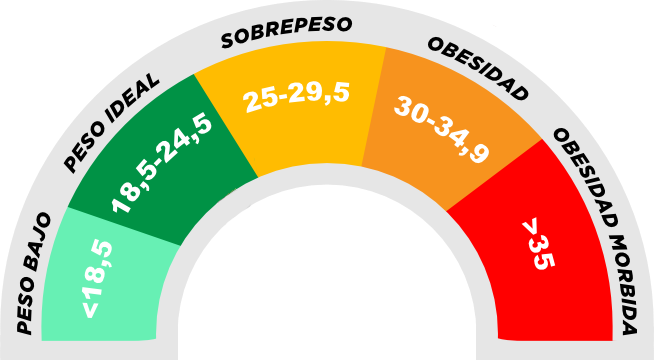 PESO BAJO
<18,5
PESO IDEAL
18,5-24,5
SOBREPESO
25-29,5
OBESIDAD
30-34,9
OBESIDAD MORBIDA
>35